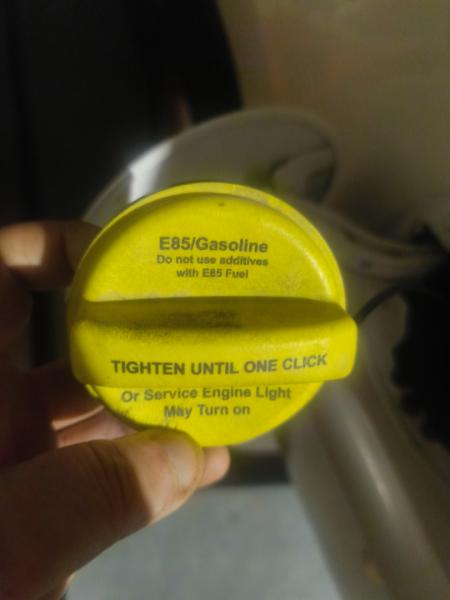 E85/Gasoline
Do not use additives
with E85 Fuel
TIGHTEN UNTIL ONE CLICK
Or Service Engine Light
May Turn on